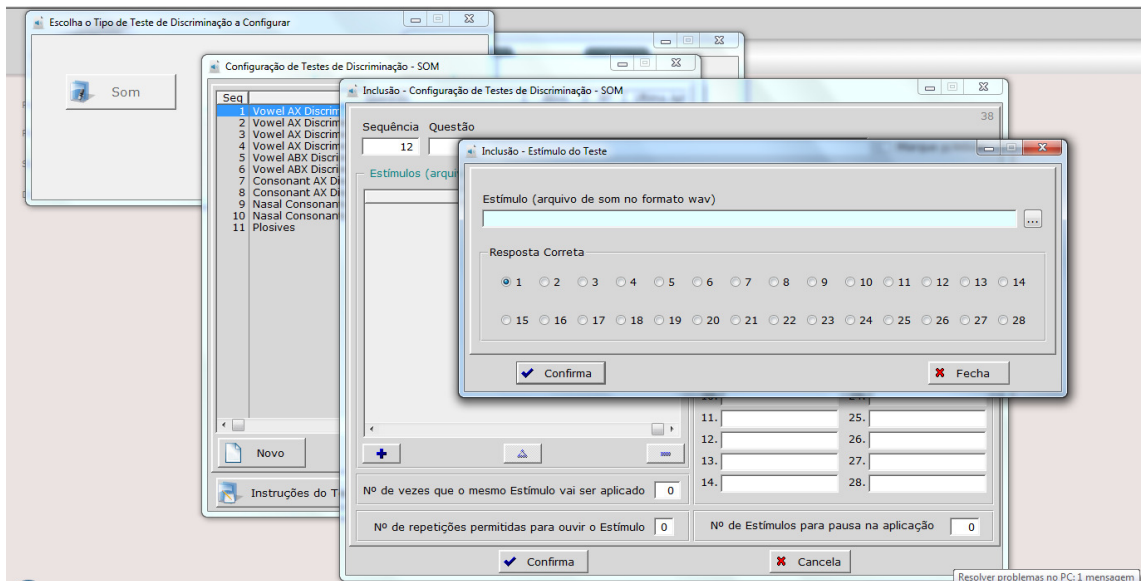 Escolha o Tipo de Teste de Discriminação a Configurar
Som
Configuração de Testes de Discriminação - SOM
Seq
1 Vowel AX Discrim
2 Vowel AX Discrim
3 Vowel AX Discrim
4 Vowel AX Discrim
5 Vowel ABX Discri
6 Vowel ABX Discri
7 Consonant AX Di
8 Consonant AX Di
9 Nasal Consonan
10 Nasal Consonan
11 Plosives
Novo
Instruções do T
Inclusão - Configuração de Testes de Discriminação - SOM
38
Sequência Questão
12
Estímulos (arqui
Inclusão - Estímulo do Teste
Estímulo (arquivo de som no formato wav)
...
Resposta Correta
1 2 3 4 5 6 7 8 9 10 11 12 13 14
15 16 17 18 19 20 21 22 23 24 25 26 27 28
Confirma Fecha
11. 25.
12. 26.
13. 27.
14. 28.
Nº de vezes que o mesmo Estímulo vai ser aplicado 0
Nº de repetições permitidas para ouvir o Estímulo 0
Nº de Estímulos para pausa na aplicação 0
Confirma Cancela
Resolver problemas no PC: 1 mensagem